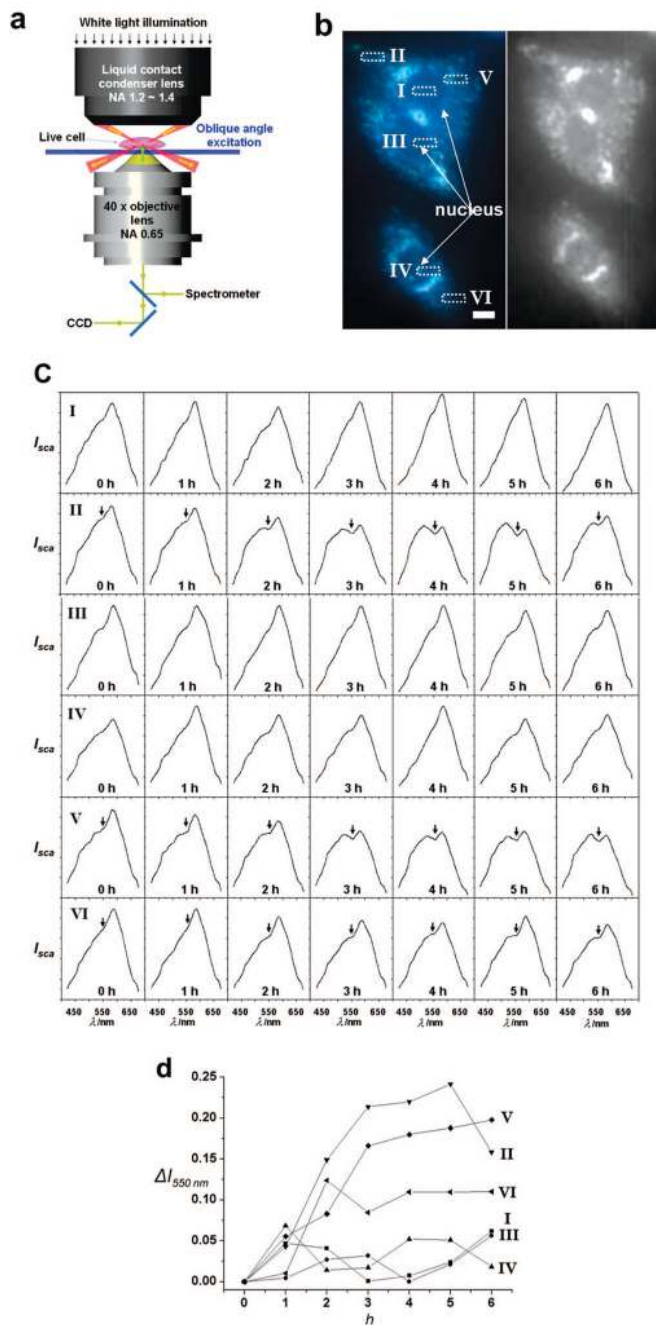 a
White light illumination
Liquid contact
condenser lens
NA 1.2 ~ 1.4
Live cell
Oblique angle
excitation
40 x objective
lens
NA 0.65
Spectrometer
CCD
b
II
V
I
III
nucleus
IV
VI
C
I
I sca
0 h 1 h 2 h 3 h 4 h 5 h 6 h
II
I sca
0 h 1 h 2 h 3 h 4 h 5 h 6 h
III
I sca
0 h 1 h 2 h 3 h 4 h 5 h 6 h
IV
I sca
0 h 1 h 2 h 3 h 4 h 5 h 6 h
V
I sca
0 h 1 h 2 h 3 h 4 h 5 h 6 h
VI
I sca
0 h 1 h 2 h 3 h 4 h 5 h 6 h
450 550 650 450 550 650 450 550 650 450 550 650 450 550 650 450 550 650 450 550 650
λ/nm λ/nm λ/nm λ/nm λ/nm λ/nm λ/nm
d
0.25
0.20
0.15
0.10
0.05
0.00
ΔI550 nm
V
II
VI
I
III
IV
0 1 2 3 4 5 6
h